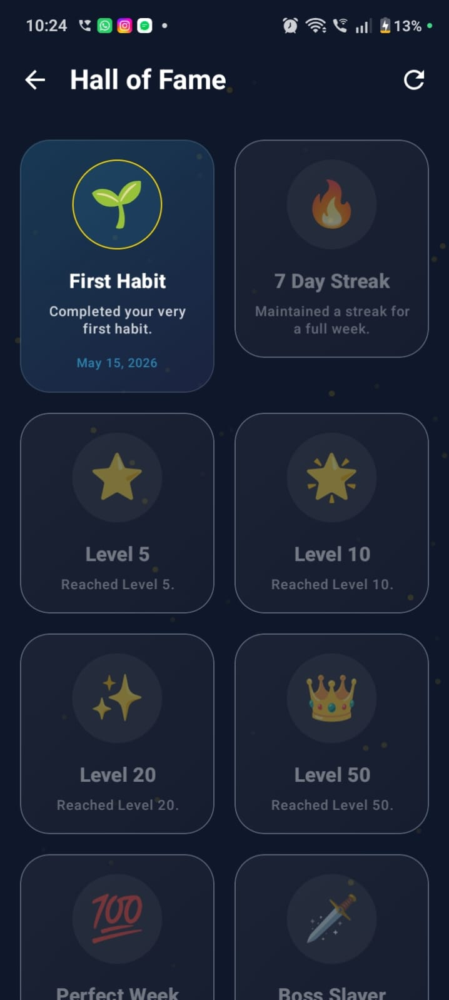 10:24
13%
Hall of Fame
First Habit
Completed your very
first habit.
May 15, 2026
7 Day Streak
Maintained a streak for
a full week.
Level 5
Reached Level 5.
Level 10
Reached Level 10.
Level 20
Reached Level 20.
Level 50
Reached Level 50.
100
Perfect Week
Boss Slayer